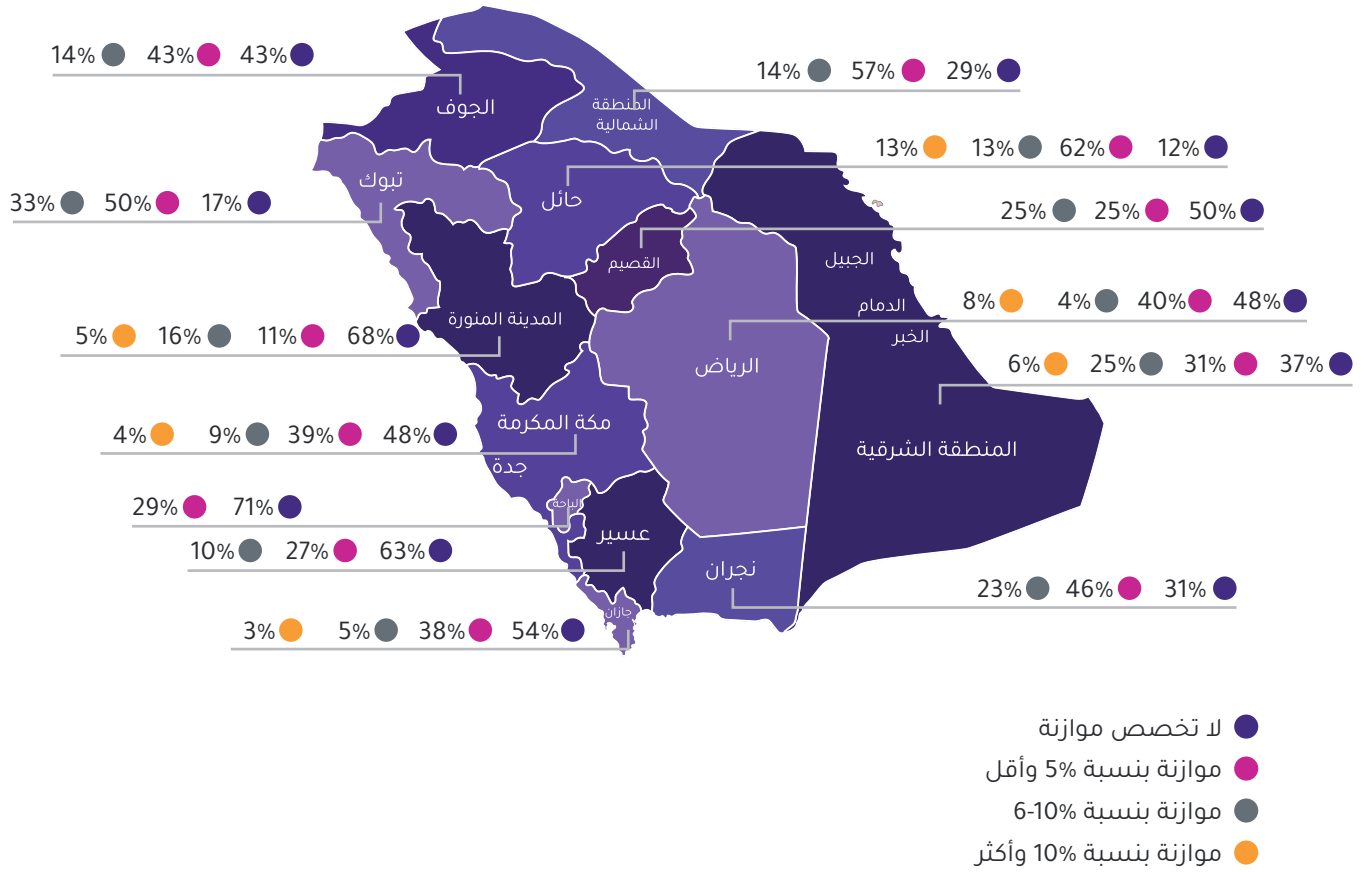 43% 43% 14%
الجوف
29% 57% 14%
المنطقة
الشمالية
12% 62% 13% 13%
حائل
17% 50% 33%
تبوك
50% 25% 25%
القصيم
الجبيل
الدمام
الخبر
48% 40% 4% 8%
الرياض
68% 11% 16% 5%
المدينة المنورة
37% 31% 25% 6%
المنطقة الشرقية
48% 39% 9% 4%
مكة المكرمة
جدة
71% 29%
الباحة
63% 27% 10%
عسير
31% 46% 23%
نجران
54% 38% 5% 3%
جازان
لا تخصص موازنة
موازنة بنسبة 5% وأقل
موازنة بنسبة 6-10%
موازنة بنسبة 10% وأكثر